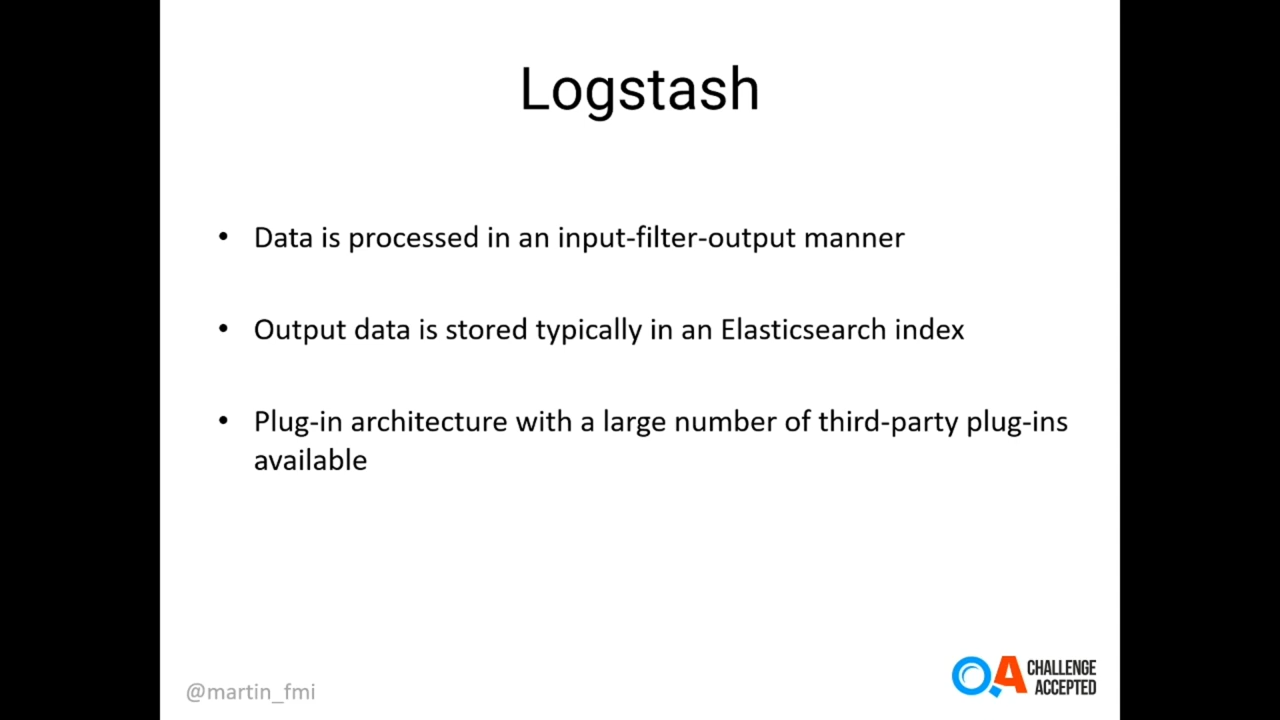 Logstash
• Data is processed in an input-filter-output manner
• Output data is stored typically in an Elasticsearch index
• Plug-in architecture with a large number of third-party plug-ins
available
@martin_fmi
QA CHALLENGE
ACCEPTED